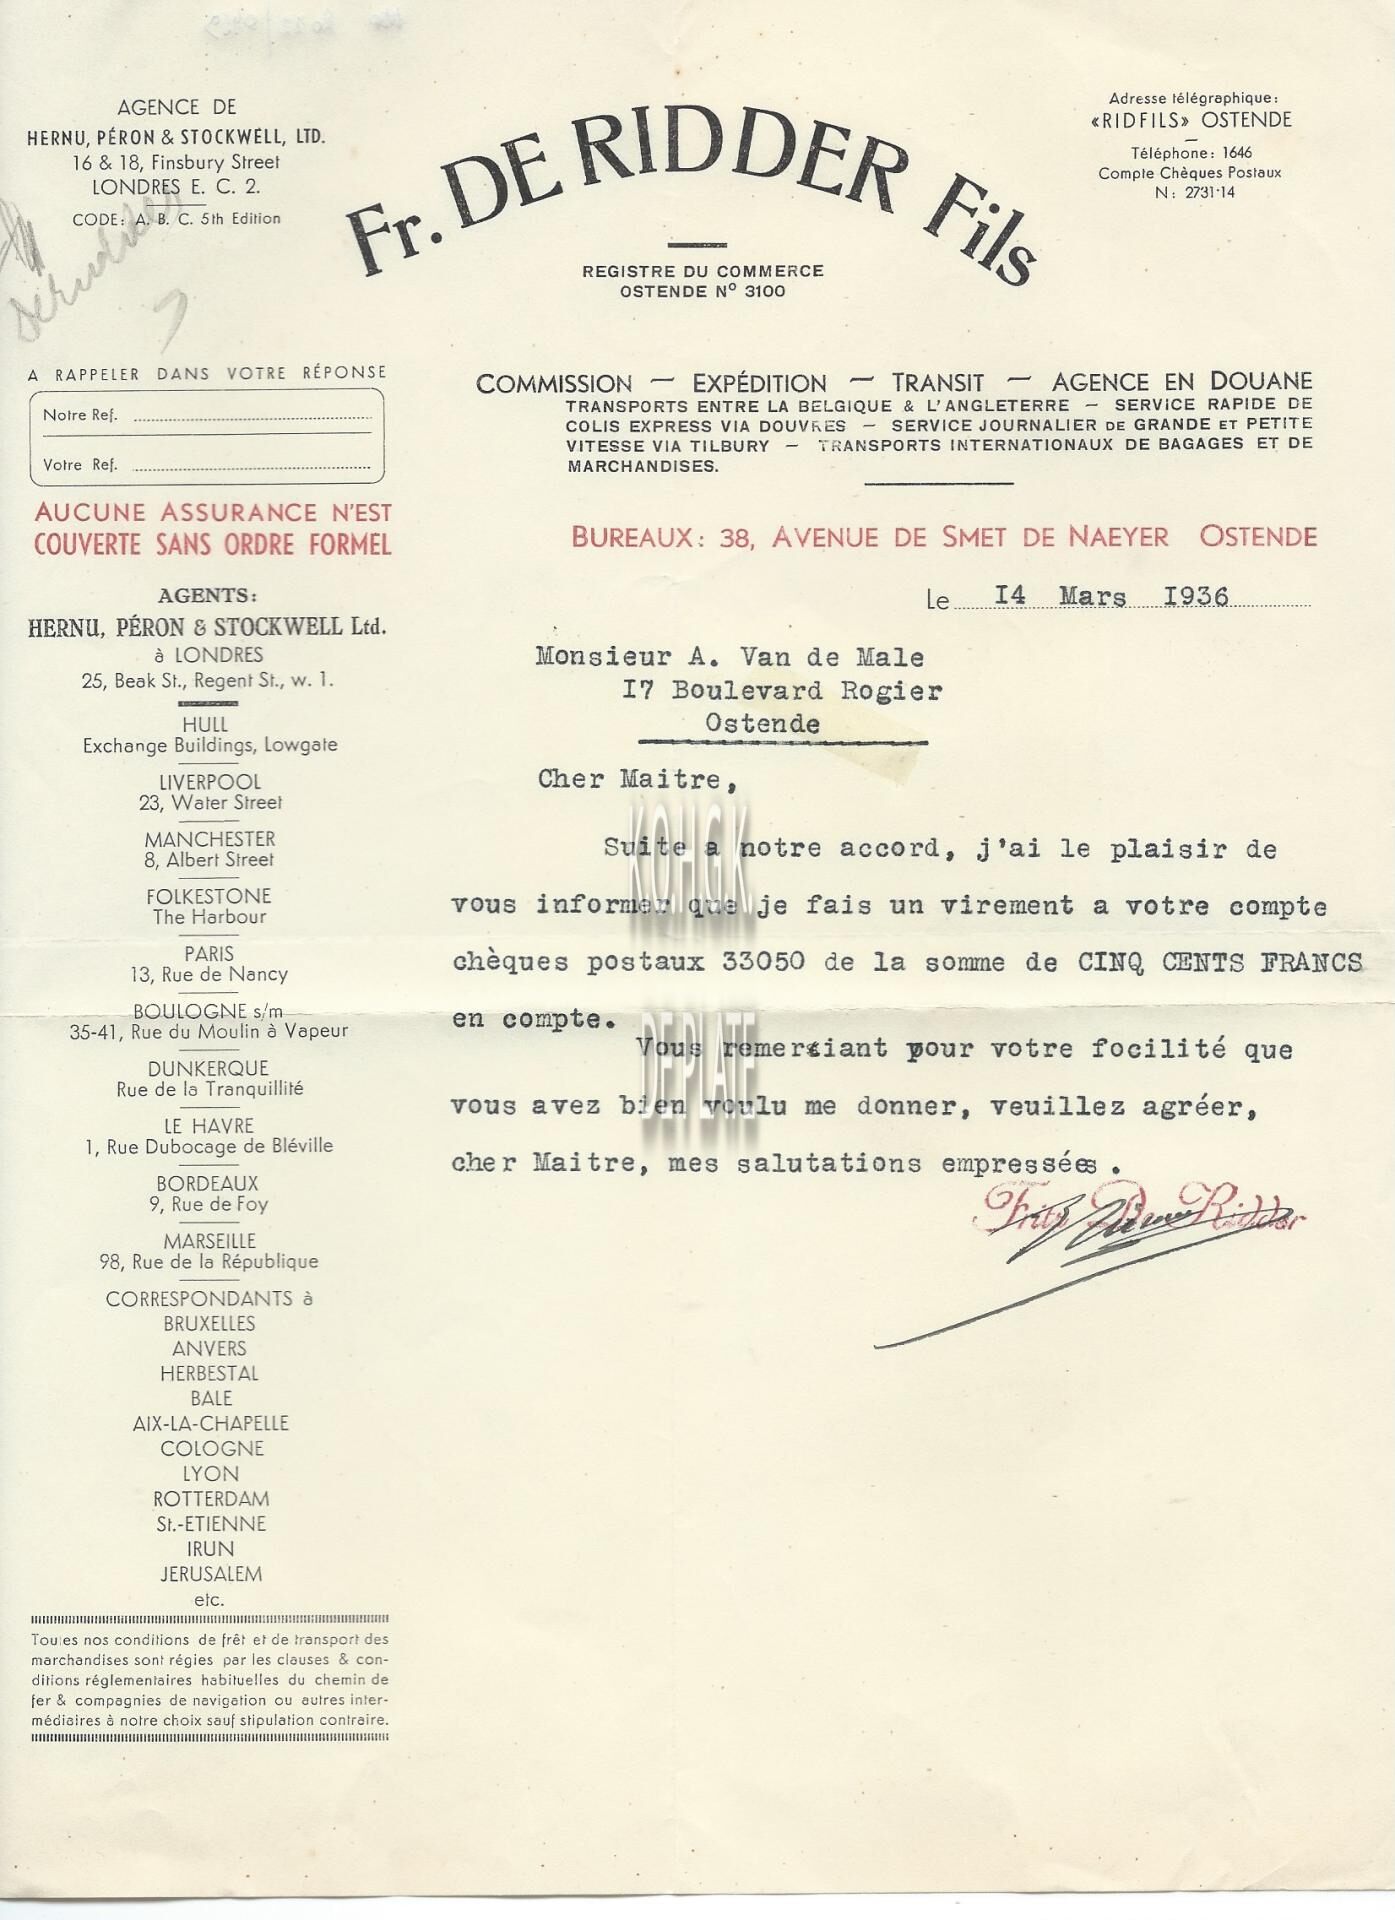 AGENCE DE
HERNU, PÉRON & STOCKWELL, LTD.
16 & 18, Finsbury Street
LONDRES E. C. 2.
CODE: A. B. C. 5th Edition
Fr. DE RIDDER Fils
REGISTRE DU COMMERCE
OSTENDE Nº 3100
Adresse télégraphique:
«RIDFILS» OSTENDE
Téléphone: 1646
Compte Chèques Postaux
N: 2731·14
A RAPPELER DANS VOTRE RÉPONSE
Notre Ref.
Votre Ref.
AUCUNE ASSURANCE N'EST
COUVERTE SANS ORDRE FORMEL
AGENTS:
HERNU, PÉRON & STOCKWELL Ltd.
à LONDRES
25, Beak St., Regent St., w. 1.
HULL
Exchange Buildings, Lowgate
LIVERPOOL
23, Water Street
MANCHESTER
8, Albert Street
FOLKESTONE
The Harbour
PARIS
13, Rue de Nancy
BOULOGNE s/m
35-41, Rue du Moulin à Vapeur
DUNKERQUE
Rue de la Tranquillité
LE HAVRE
1, Rue Dubocage de Bléville
BORDEAUX
9, Rue de Foy
MARSEILLE
98, Rue de la République
CORRESPONDANTS à
BRUXELLES
ANVERS
HERBESTAL
BALE
AIX-LA-CHAPELLE
COLOGNE
LYON
ROTTERDAM
St.-ETIENNE
IRUN
JERUSALEM
etc.
Toutes nos conditions de frêt et de transport des
marchandises sont régies par les clauses & con-
ditions réglementaires habituelles du chemin de
fer & compagnies de navigation ou autres inter-
médiaires à notre choix sauf stipulation contraire.
COMMISSION — EXPÉDITION — TRANSIT — AGENCE EN DOUANE
TRANSPORTS ENTRE LA BELGIQUE & L'ANGLETERRE — SERVICE RAPIDE DE
COLIS EXPRESS VIA DOUVRES — SERVICE JOURNALIER DE GRANDE ET PETITE
VITESSE VIA TILBURY — TRANSPORTS INTERNATIONAUX DE BAGAGES ET DE
MARCHANDISES.
BUREAUX: 38, AVENUE DE SMET DE NAEYER OSTENDE
Le 14 Mars 1936
Monsieur A. Van de Male
17 Boulevard Rogier
Ostende
Cher Maitre,
Suite a notre accord, j'ai le plaisir de
vous informer que je fais un virement a votre compte
chèques postaux 33050 de la somme de CINQ CENTS FRANCS
en compte.
Vous remerciant pour votre focilité que
vous avez bien voulu me donner, veuillez agréer,
cher Maitre, mes salutations empressées.
Fritz De Ridder
K.O.H.G.K.
DE PLATE